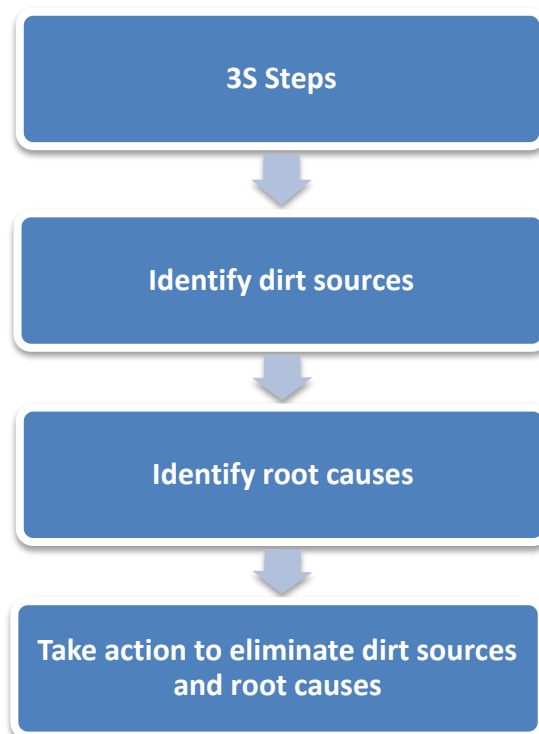 3S Steps
Identify dirt sources
Identify root causes
Take action to eliminate dirt sources
and root causes